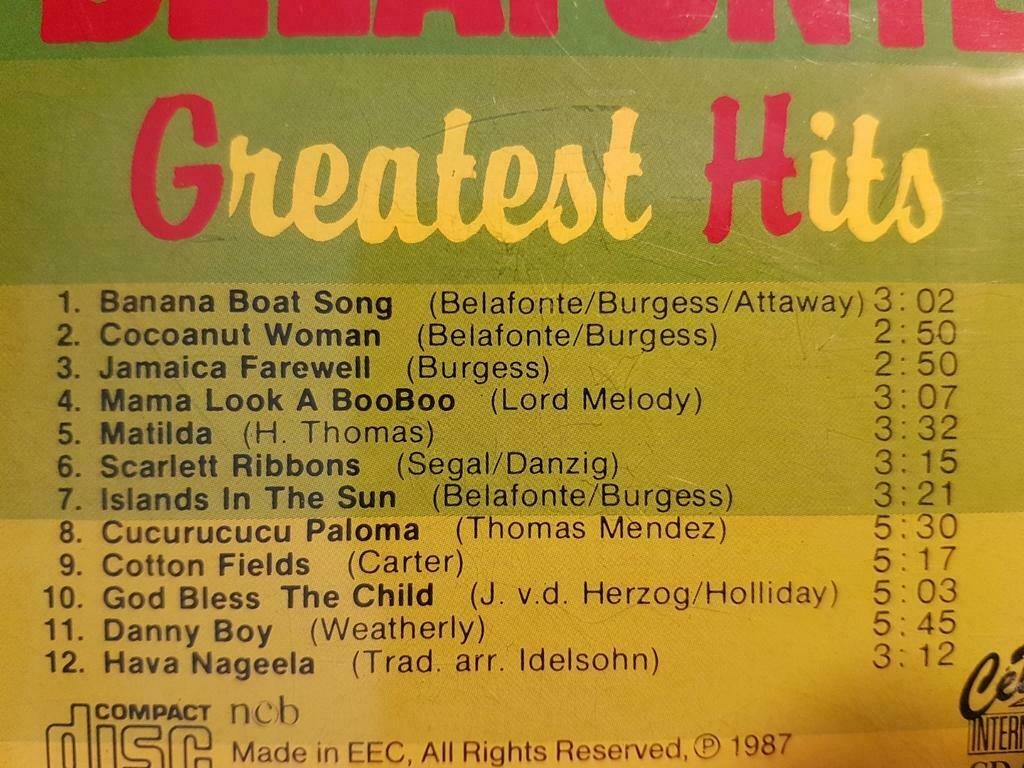 BELAFONTE
Greatest Hits
1. Banana Boat Song (Belafonte/Burgess/Attaway) 3:02
2. Cocoanut Woman (Belafonte/Burgess) 2:50
3. Jamaica Farewell (Burgess) 2:50
4. Mama Look A BooBoo (Lord Melody) 3:07
5. Matilda (H. Thomas) 3:32
6. Scarlett Ribbons (Segal/Danzig) 3:15
7. Islands In The Sun (Belafonte/Burgess) 3:21
8. Cucurucucu Paloma (Thomas Mendez) 5:30
9. Cotton Fields (Carter) 5:17
10. God Bless The Child (J. v.d. Herzog/Holliday) 5:03
11. Danny Boy (Weatherly) 5:45
12. Hava Nageela (Trad. arr. Idelsohn) 3:12
COMPACT
disc
ncb
Made in EEC, All Rights Reserved, ℗ 1987